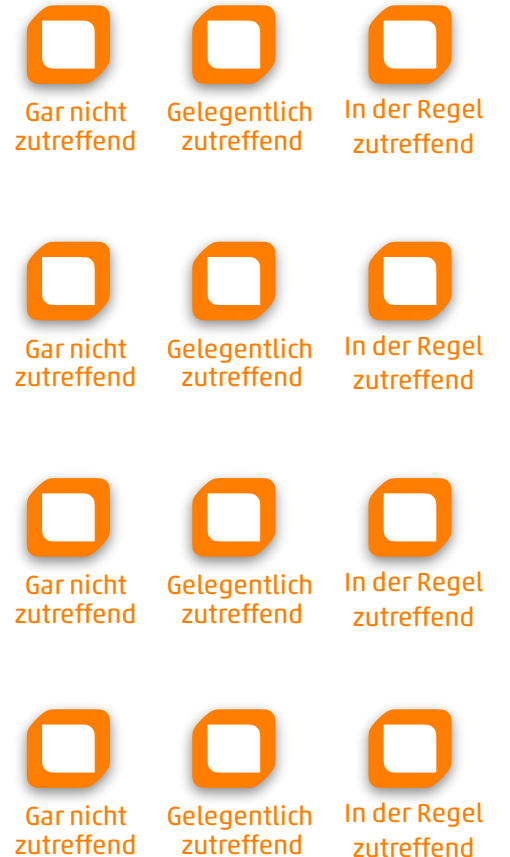 Gar nicht
zutreffend
Gelegentlich
zutreffend
In der Regel
zutreffend
Gar nicht
zutreffend
Gelegentlich
zutreffend
In der Regel
zutreffend
Gar nicht
zutreffend
Gelegentlich
zutreffend
In der Regel
zutreffend
Gar nicht
zutreffend
Gelegentlich
zutreffend
In der Regel
zutreffend